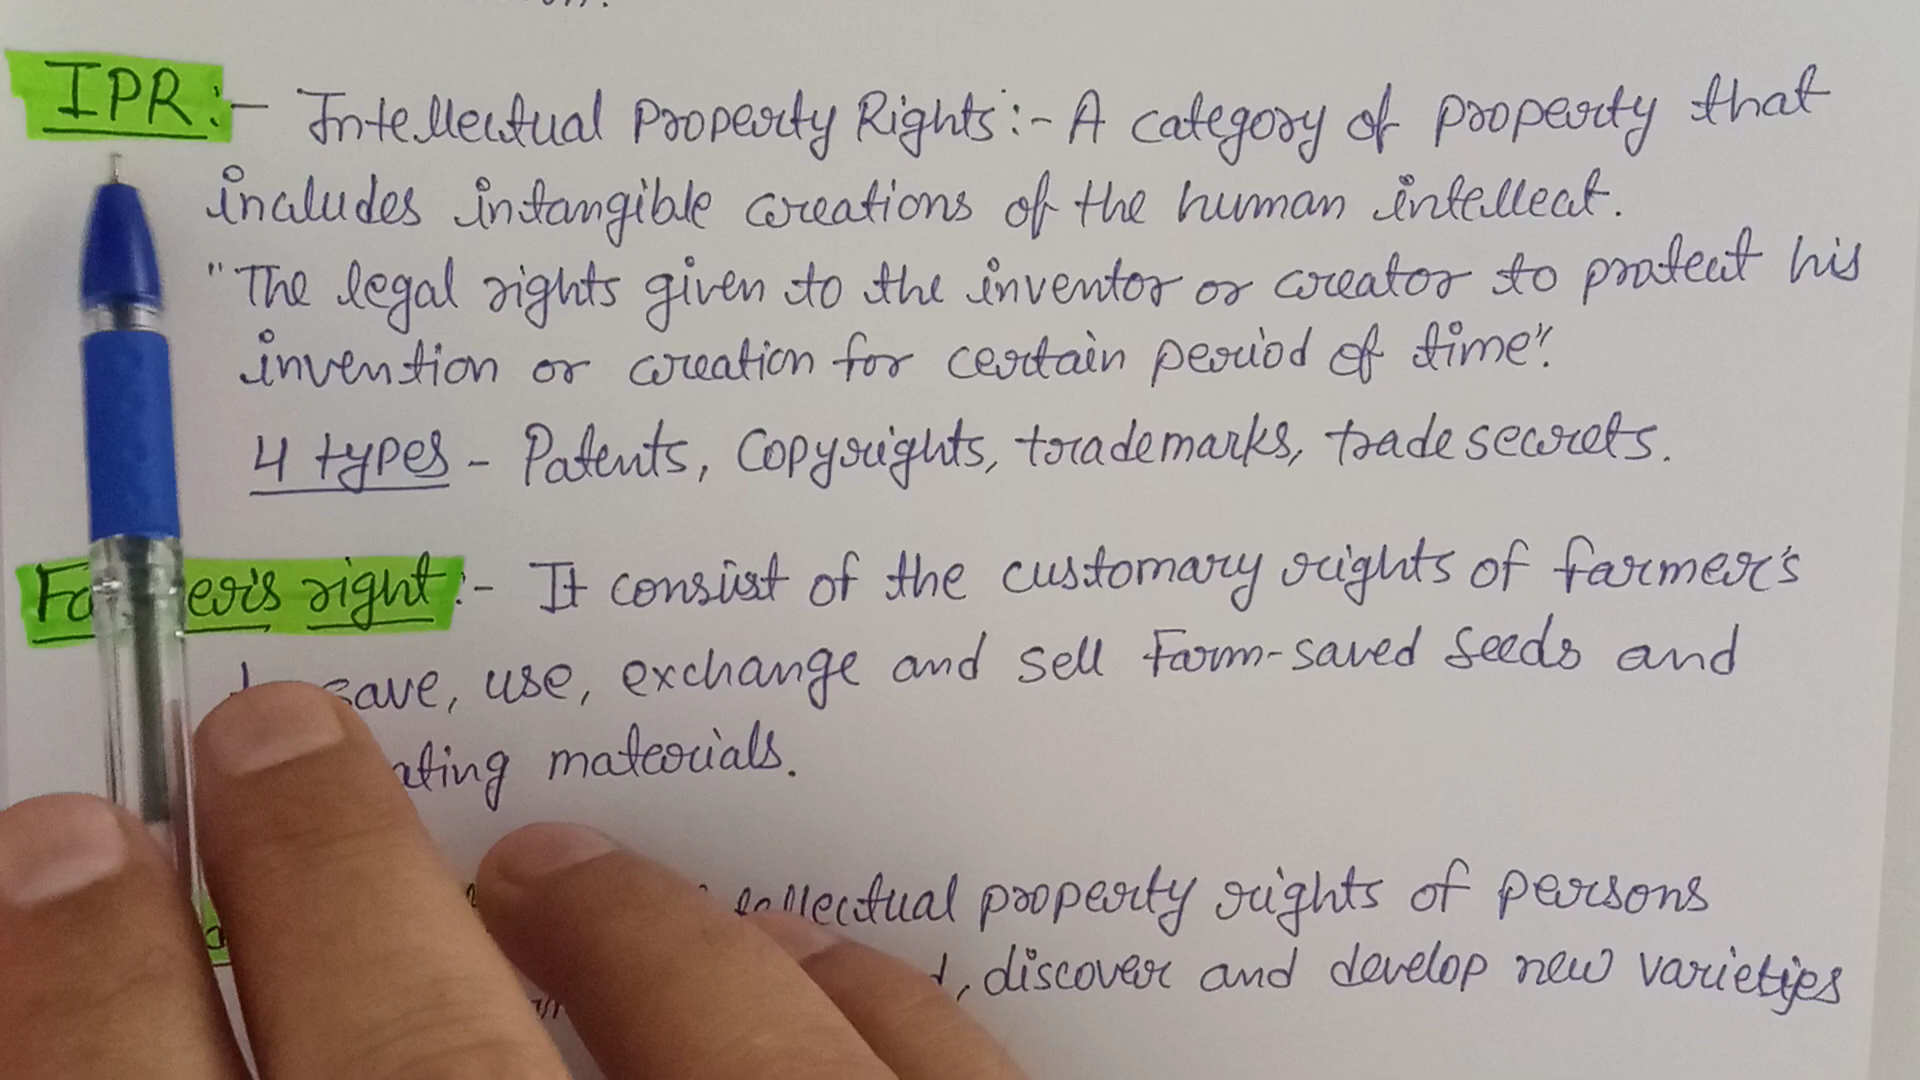 IPR:- Intellectual Property Rights:- A category of property that
includes intangible creations of the human intellect.
"The legal rights given to the inventor or creator to protect his
invention or creation for certain period of time".
4 types - Patents, Copyrights, trademarks, trade secrets.
right:- It consist of the customary rights of farmer's
save, use, exchange and sell Farm-saved seeds and
materials.
property rights of persons
, discover and develop new varieties